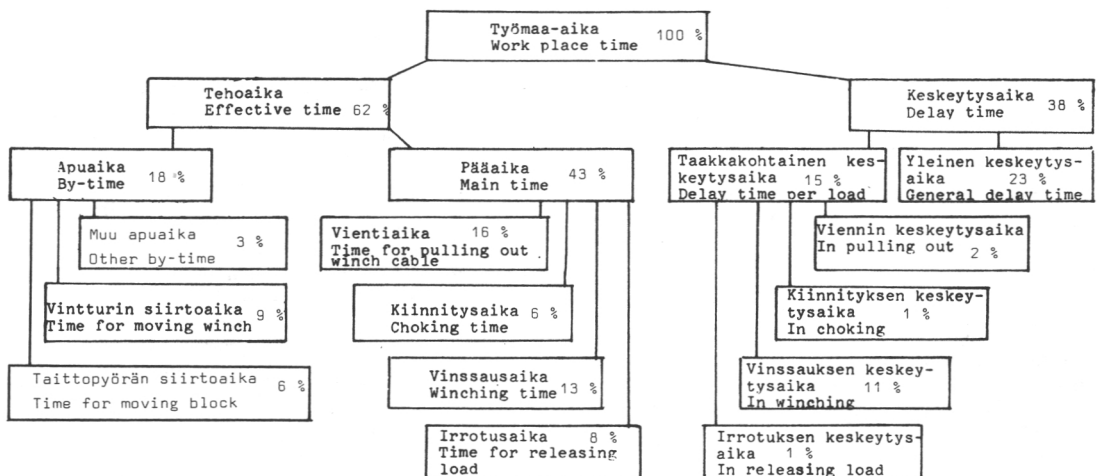 Työmaa-aika 100 %
Work place time
Tehoaika
Effective time 62 %
Keskeytysaika 38 %
Delay time
Apuaika
By-time 18 %
Pääaika 43 %
Main time
Taakkakohtainen kes-
keytysaika 15 %
Delay time per load
Yleinen keskeytys-
aika 23 %
General delay time
Muu apuaika 3 %
Other by-time
Vientiaika 16 %
Time for pulling out
winch cable
Viennin keskeytysaika
In pulling out 2 %
Vintturin siirtoaika 9 %
Time for moving winch
Kiinnitysaika 6 %
Choking time
Kiinnityksen keskey-
tysaika 1 %
In choking
Taittopyörän siirtoaika 6 %
Time for moving block
Vinssausaika
Winching time 13 %
Vinssauksen keskey-
tysaika 11 %
In winching
Irrotusaika 8 %
Time for releasing
load
Irrotuksen keskeytys-
aika 1 %
In releasing load